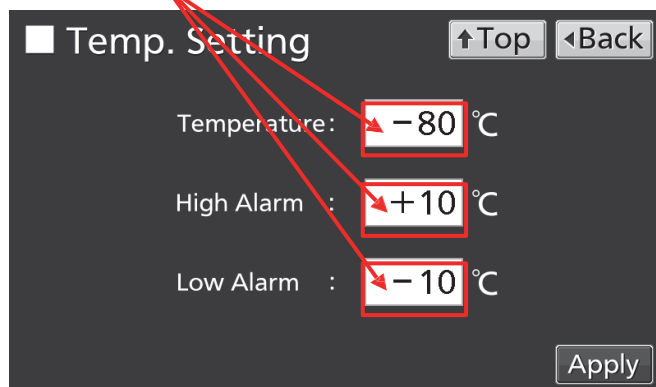 Temp. Setting
Top
Back
Temperature: −80 ℃
High Alarm : +10 ℃
Low Alarm : −10 ℃
Apply